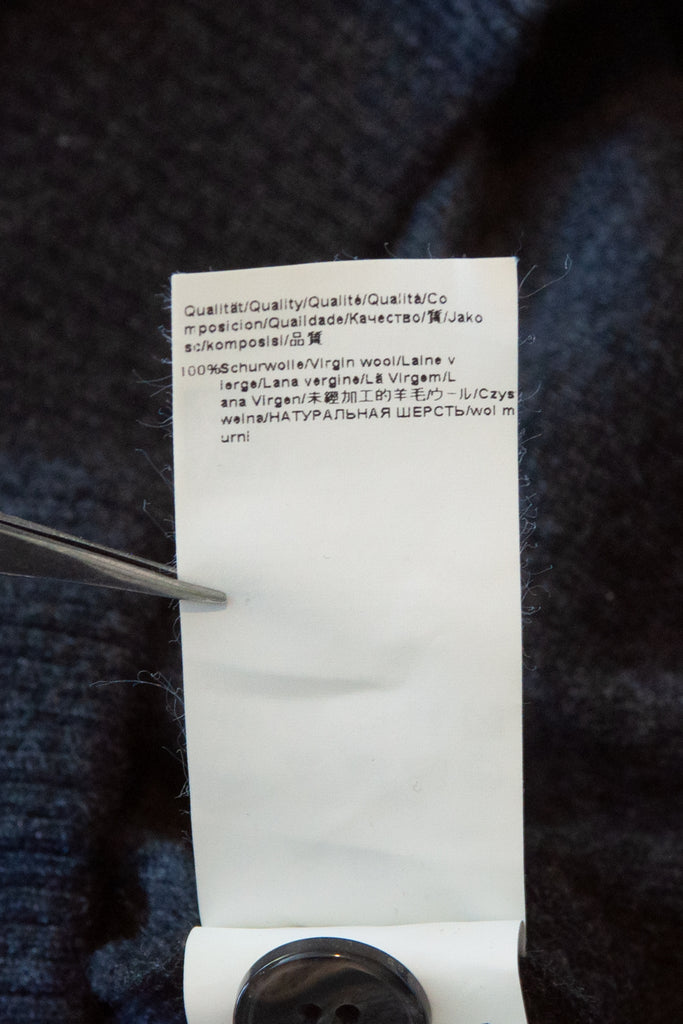 Qualität/Quality/Qualité/Qualità/Co
mposicion/Quaildade/Качество/質/Jako
sc/komposisi/品質
100%Schurwolle/Virgin wool/Laine v
ierge/Lana vergine/Lã Virgem/L
ana Virgen/未經加工的羊毛/ウール/Czys
welna/НАТУРАЛЬНАЯ ШЕРСТЬ/wol m
urni